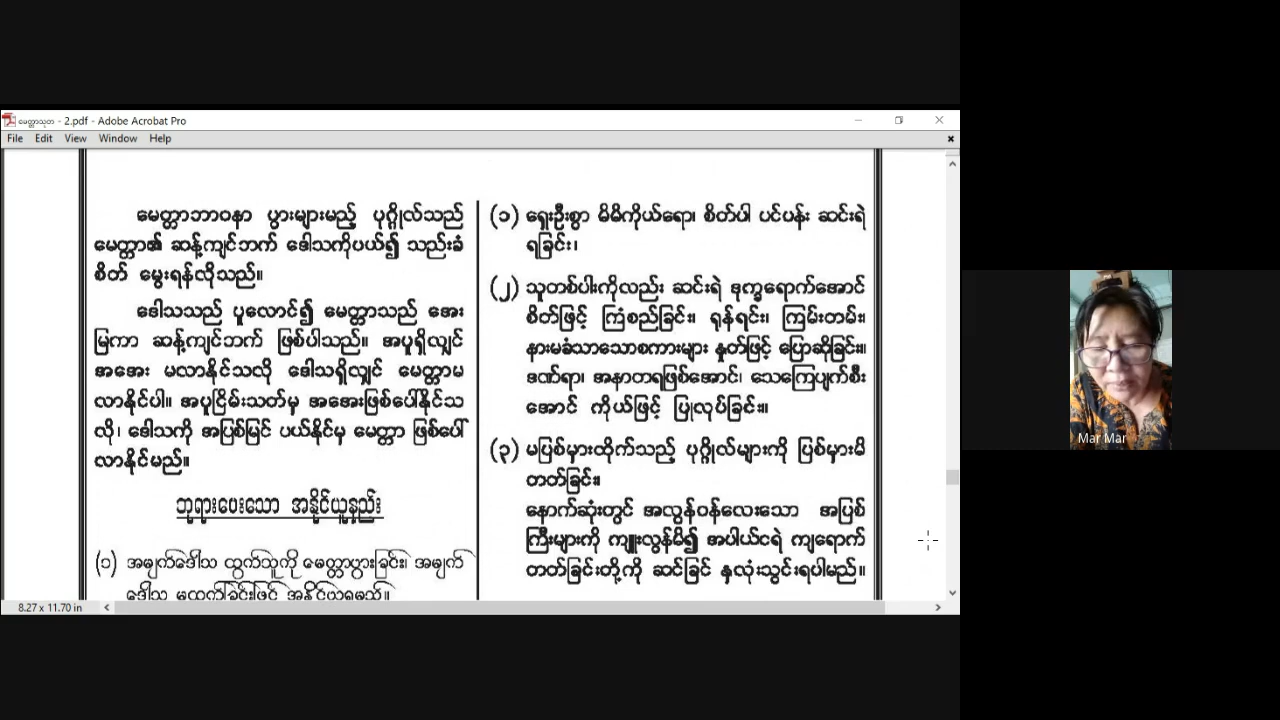 မေတ္တာသုတ - 2.pdf - Adobe Acrobat Pro
File Edit View Window Help
မေတ္တာဘာဝနာ ပွားများမည့် ပုဂ္ဂိုလ်သည်
မေတ္တာ၏ ဆန့်ကျင်ဘက် ဒေါသကိုပယ်၍ သည်းခံ
စိတ် မွေးရန်လိုသည်။
ဒေါသသည် ပူလောင်၍ မေတ္တာသည် အေး
မြကာ ဆန့်ကျင်ဘက် ဖြစ်ပါသည်။ အပူရှိလျှင်
အအေး မလာနိုင်သလို ဒေါသရှိလျှင် မေတ္တာမ
လာနိုင်ပါ။ အပူငြိမ်းသတ်မှ အအေးဖြစ်ပေါ်နိုင်သ
လို၊ ဒေါသကို အပြစ်မြင် ပယ်နိုင်မှ မေတ္တာ ဖြစ်ပေါ်
လာနိုင်မည်။
ဘုရားပေးသော အနိုင်ယူနည်း
(၁) အမျက်ဒေါသ ထွက်သူကို မေတ္တာပွားခြင်း၊ အမျက်
ဒေါသ မထွက်ခြင်းဖြင့် အနိုင်ယူရမည်။
(၁) ရှေးဦးစွာ မိမိကိုယ်ရော၊ စိတ်ပါ ပင်ပန်း ဆင်းရဲ
ရခြင်း၊
(၂) သူတစ်ပါးကိုလည်း ဆင်းရဲ ဒုက္ခရောက်အောင်
စိတ်ဖြင့် ကြံစည်ခြင်း၊ ရုန့်ရင်း၊ ကြမ်းတမ်း၊
နားမခံသာသောစကားများ နှုတ်ဖြင့် ပြောဆိုခြင်း။
ဒဏ်ရာ၊ အနာတရဖြစ်အောင်၊ သေကြေပျက်စီး
အောင် ကိုယ်ဖြင့် ပြုလုပ်ခြင်း။
(၃) မပြစ်မှားထိုက်သည့် ပုဂ္ဂိုလ်များကို ပြစ်မှားမိ
တတ်ခြင်း။
နောက်ဆုံးတွင် အလွန်ဝန်လေးသော အပြစ်
ကြီးများကို ကျူးလွန်မိ၍ အပါယ်ငရဲ ကျရောက်
တတ်ခြင်းတို့ကို ဆင်ခြင် နှလုံးသွင်းရပါမည်။
8.27 x 11.70 in
Mar Mar